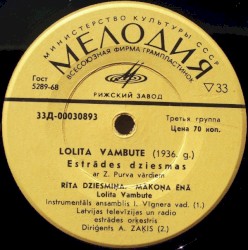 МИНИСТЕРСТВО КУЛЬТУРЫ СССР
МЕЛОДИЯ
ВСЕСОЮЗНАЯ ФИРМА ГРАМПЛАСТИНОК
Гост
5289-68
РИЖСКИЙ ЗАВОД
▽33
33Д-00030893
Третья группа
Цена 70 коп.
LOLITA VAMBUTE (1936. g.)
Estrādes dziesmas
ar Z. Purva vārdiem
RĪTA DZIESMIŅA. MĀKOŅA ĒNĀ
Lolita Vambute
Instrumentāls ansamblis I. Vīgnera vad. (1.)
Latvijas televīzijas un radio
estrādes orķestris
Diriģents A. ZAĶIS (2.)